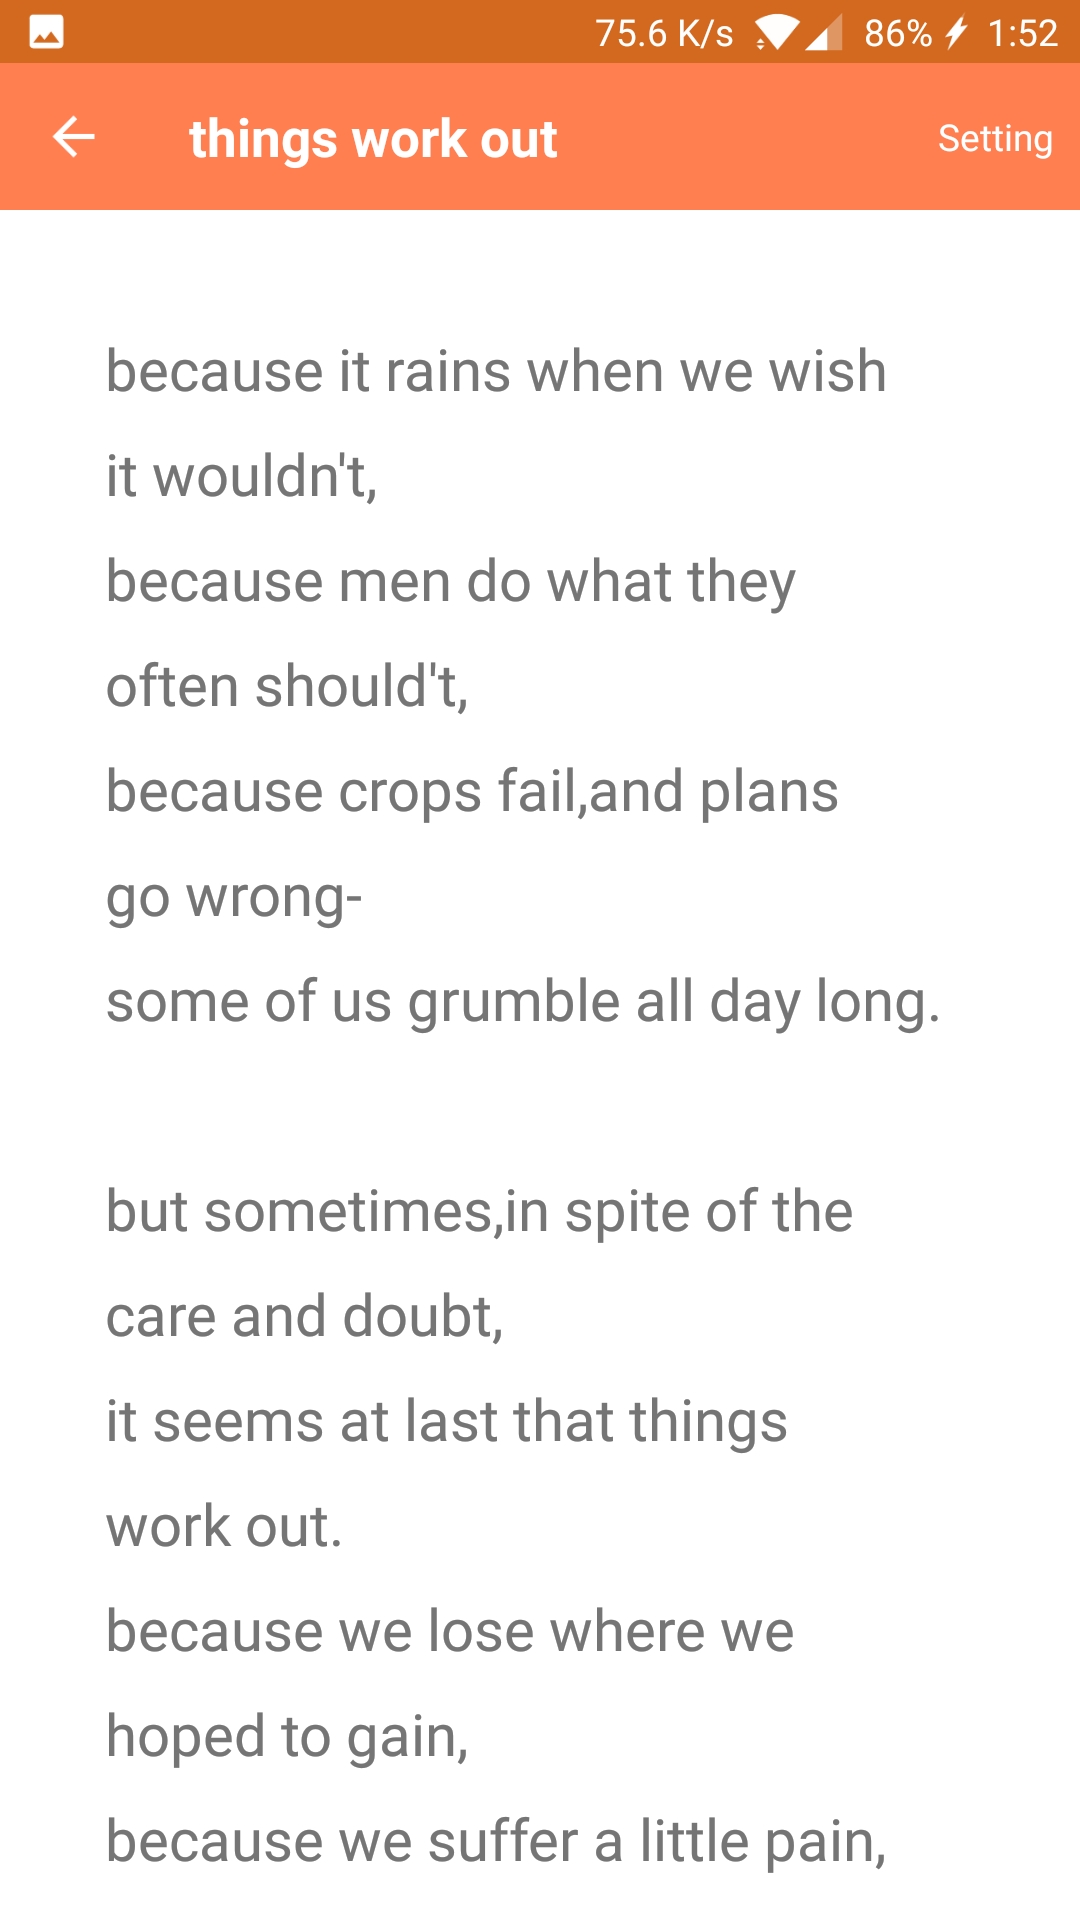 75.6 K/s 86% 1:52
things work out Setting
because it rains when we wish
it wouldn't,
because men do what they
often should't,
because crops fail,and plans
go wrong-
some of us grumble all day long.
but sometimes,in spite of the
care and doubt,
it seems at last that things
work out.
because we lose where we
hoped to gain,
because we suffer a little pain,